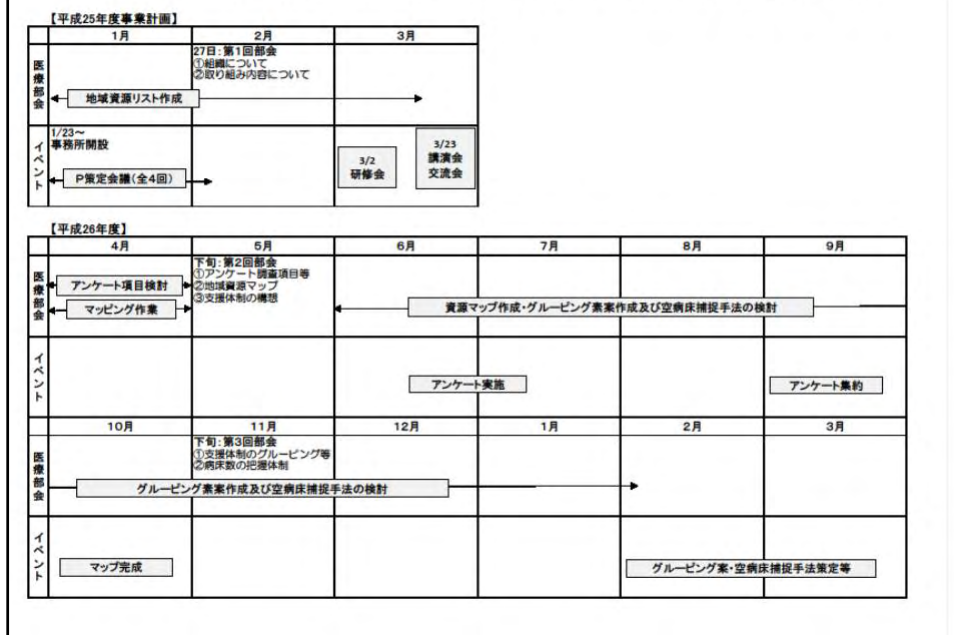 【平成25年度事業計画】
1月 2月 3月
医療部会
27日：第1回部会
①組織について
②取り組み内容について
地域資源リスト作成
イベント
1/23～
事務所開設
P策定会議(全4回)
3/2
研修会
3/23
講演会
交流会
【平成26年度】
4月 5月 6月 7月 8月 9月
医療部会
アンケート項目検討
マッピング作業
下旬：第2回部会
①アンケート調査項目等
②地域資源マップ
③支援体制の構想
資源マップ作成・グルーピング素案作成及び空病床捕捉手法の検討
イベント
アンケート実施
アンケート集約
10月 11月 12月 1月 2月 3月
医療部会
下旬：第3回部会
①支援体制のグルーピング等
②病床数の把握体制
グルーピング素案作成及び空病床捕捉手法の検討
イベント
マップ完成
グルーピング案・空病床捕捉手法策定等